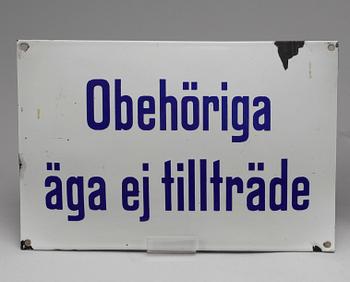 Obehöriga
äga ej tillträde